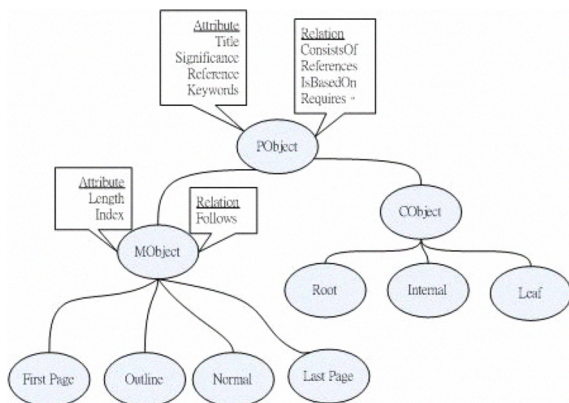 Attribute
Title
Significance
Reference
Keywords
Relation
ConsistsOf
References
IsBasedOn
Requires 。
PObject
Attribute
Length
Index
Relation
Follows
MObject
CObject
Root
Internal
Leaf
First Page
Outline
Normal
Last Page